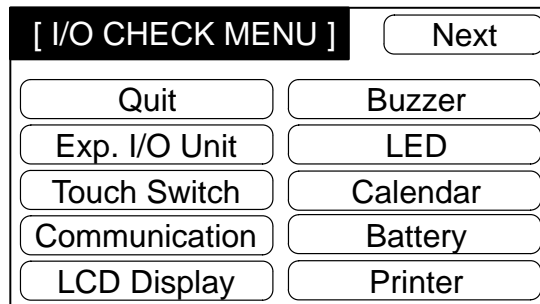 [ I/O CHECK MENU ] Next
Quit Buzzer
Exp. I/O Unit LED
Touch Switch Calendar
Communication Battery
LCD Display Printer